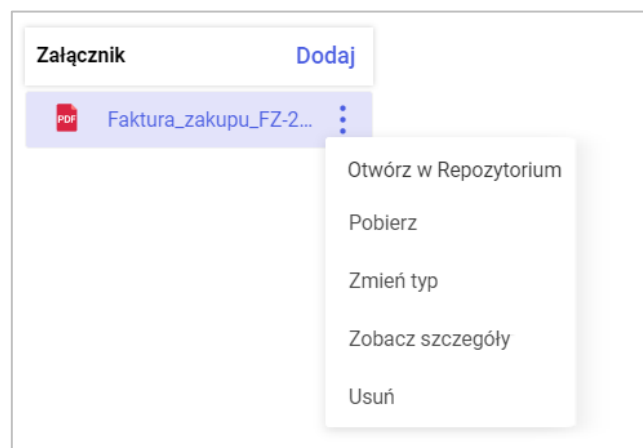 Załącznik Dodaj
PDF Faktura_zakupu_FZ-2...
Otwórz w Repozytorium
Pobierz
Zmień typ
Zobacz szczegóły
Usuń